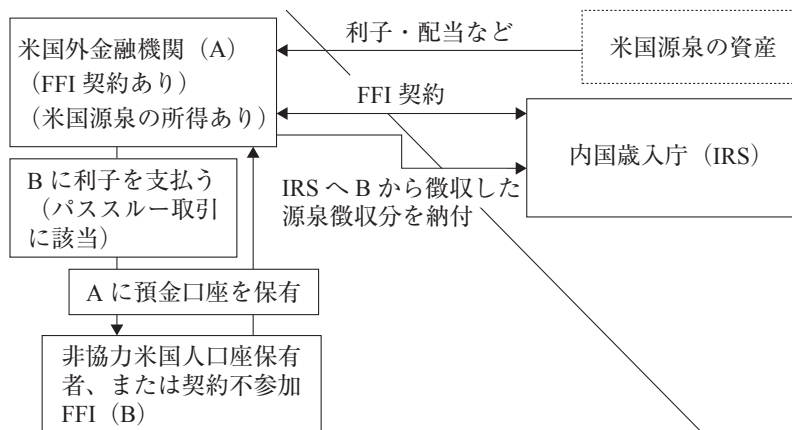 米国外金融機関（A）
（FFI 契約あり）
（米国源泉の所得あり）
利子・配当など
米国源泉の資産
FFI 契約
内国歳入庁（IRS）
IRS へ B から徴収した
源泉徴収分を納付
B に利子を支払う
（パススルー取引
に該当）
A に預金口座を保有
非協力米国人口座保有
者、または契約不参加
FFI（B）